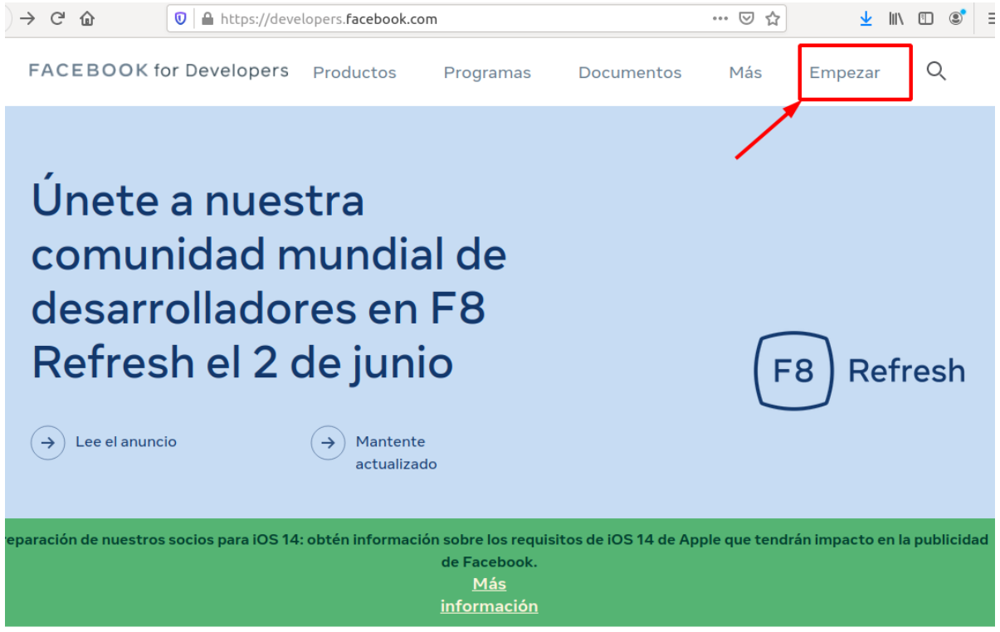 https://developers.facebook.com
FACEBOOK for Developers Productos Programas Documentos Más Empezar
Únete a nuestra
comunidad mundial de
desarrolladores en F8
Refresh el 2 de junio
F8 Refresh
Lee el anuncio
Mantente
actualizado
eparación de nuestros socios para iOS 14: obtén información sobre los requisitos de iOS 14 de Apple que tendrán impacto en la publicidad
de Facebook.
Más
información